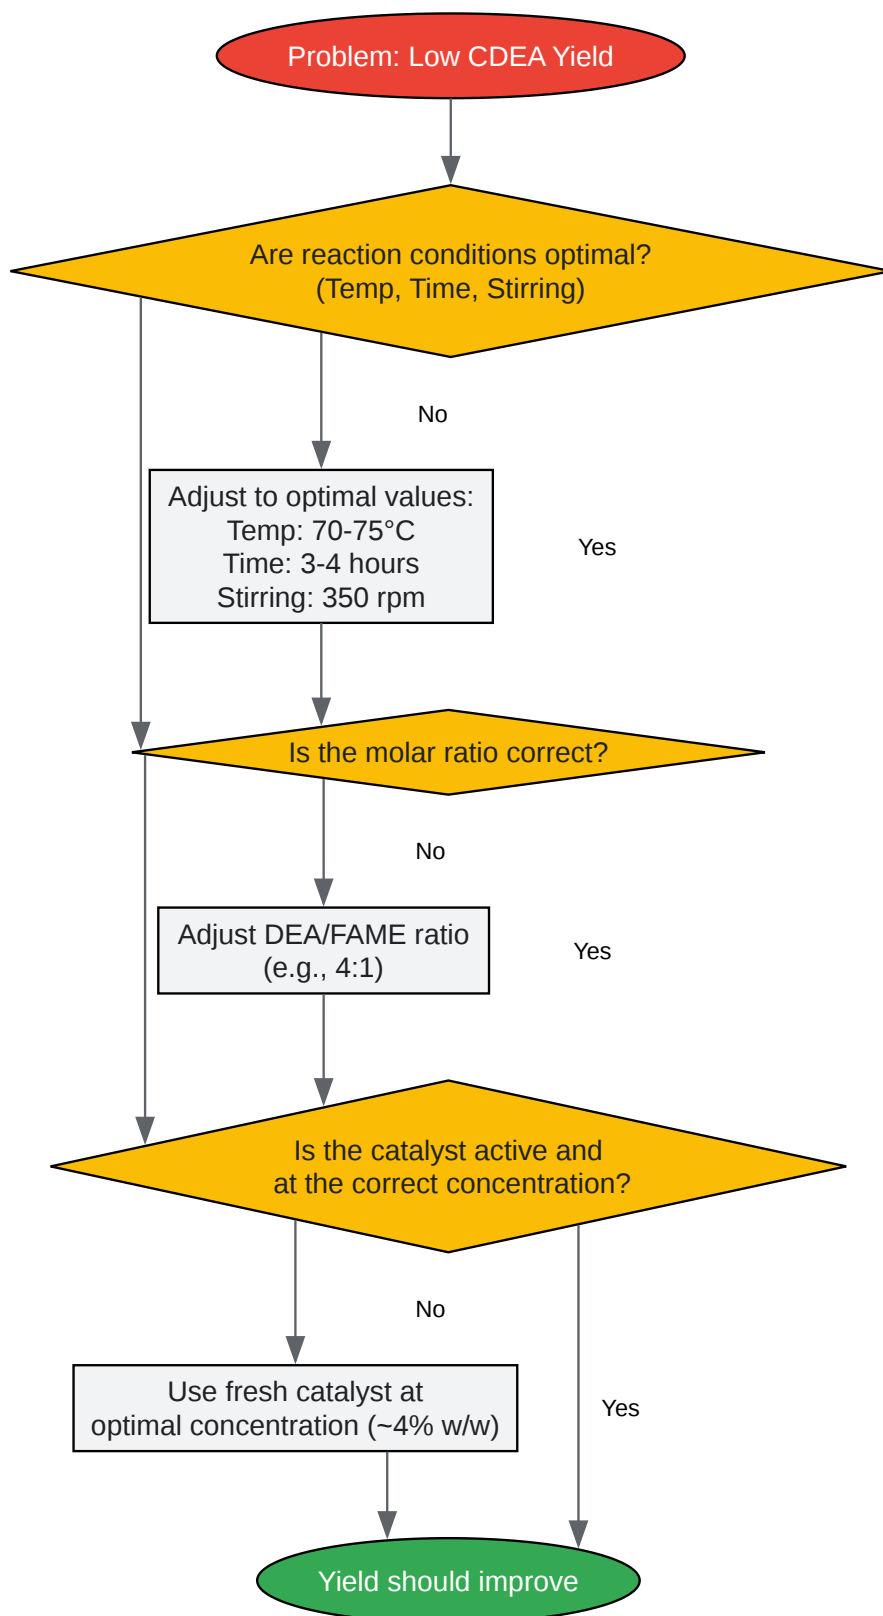 Problem: Low CDEA Yield
Are reaction conditions optimal?
(Temp, Time, Stirring)
No
Adjust to optimal values:
Temp: 70-75°C
Time: 3-4 hours
Stirring: 350 rpm
Yes
Is the molar ratio correct?
No
Adjust DEA/FAME ratio
(e.g., 4:1)
Yes
Is the catalyst active and
at the correct concentration?
No
Use fresh catalyst at
optimal concentration (~4% w/w)
Yes
Yield should improve